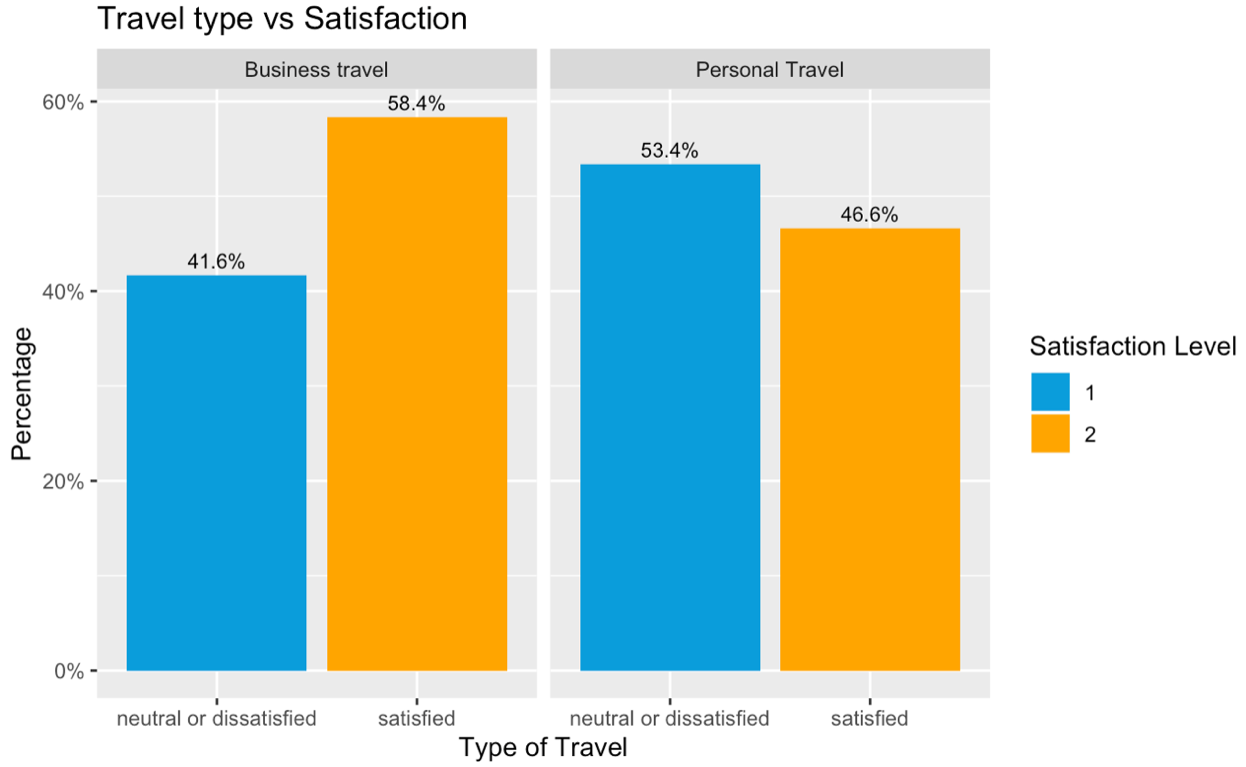 Travel type vs Satisfaction
Business travel
Personal Travel
60%
40%
20%
0%
Percentage
58.4%
41.6%
53.4%
46.6%
neutral or dissatisfied
satisfied
neutral or dissatisfied
satisfied
Type of Travel
Satisfaction Level
1
2